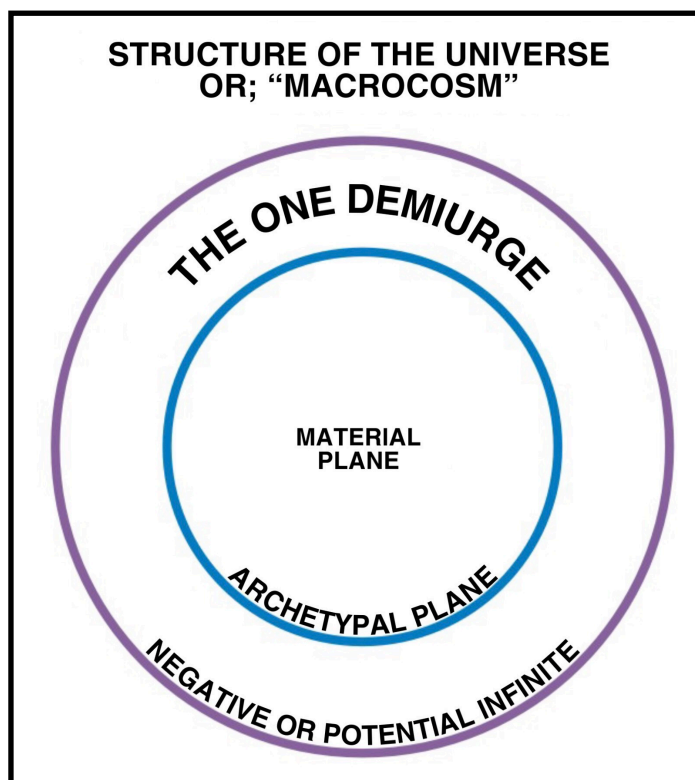 STRUCTURE OF THE UNIVERSE
OR; “MACROCOSM”
THE ONE DEMIURGE
MATERIAL
PLANE
ARCHETYPAL PLANE
NEGATIVE OR POTENTIAL INFINITE